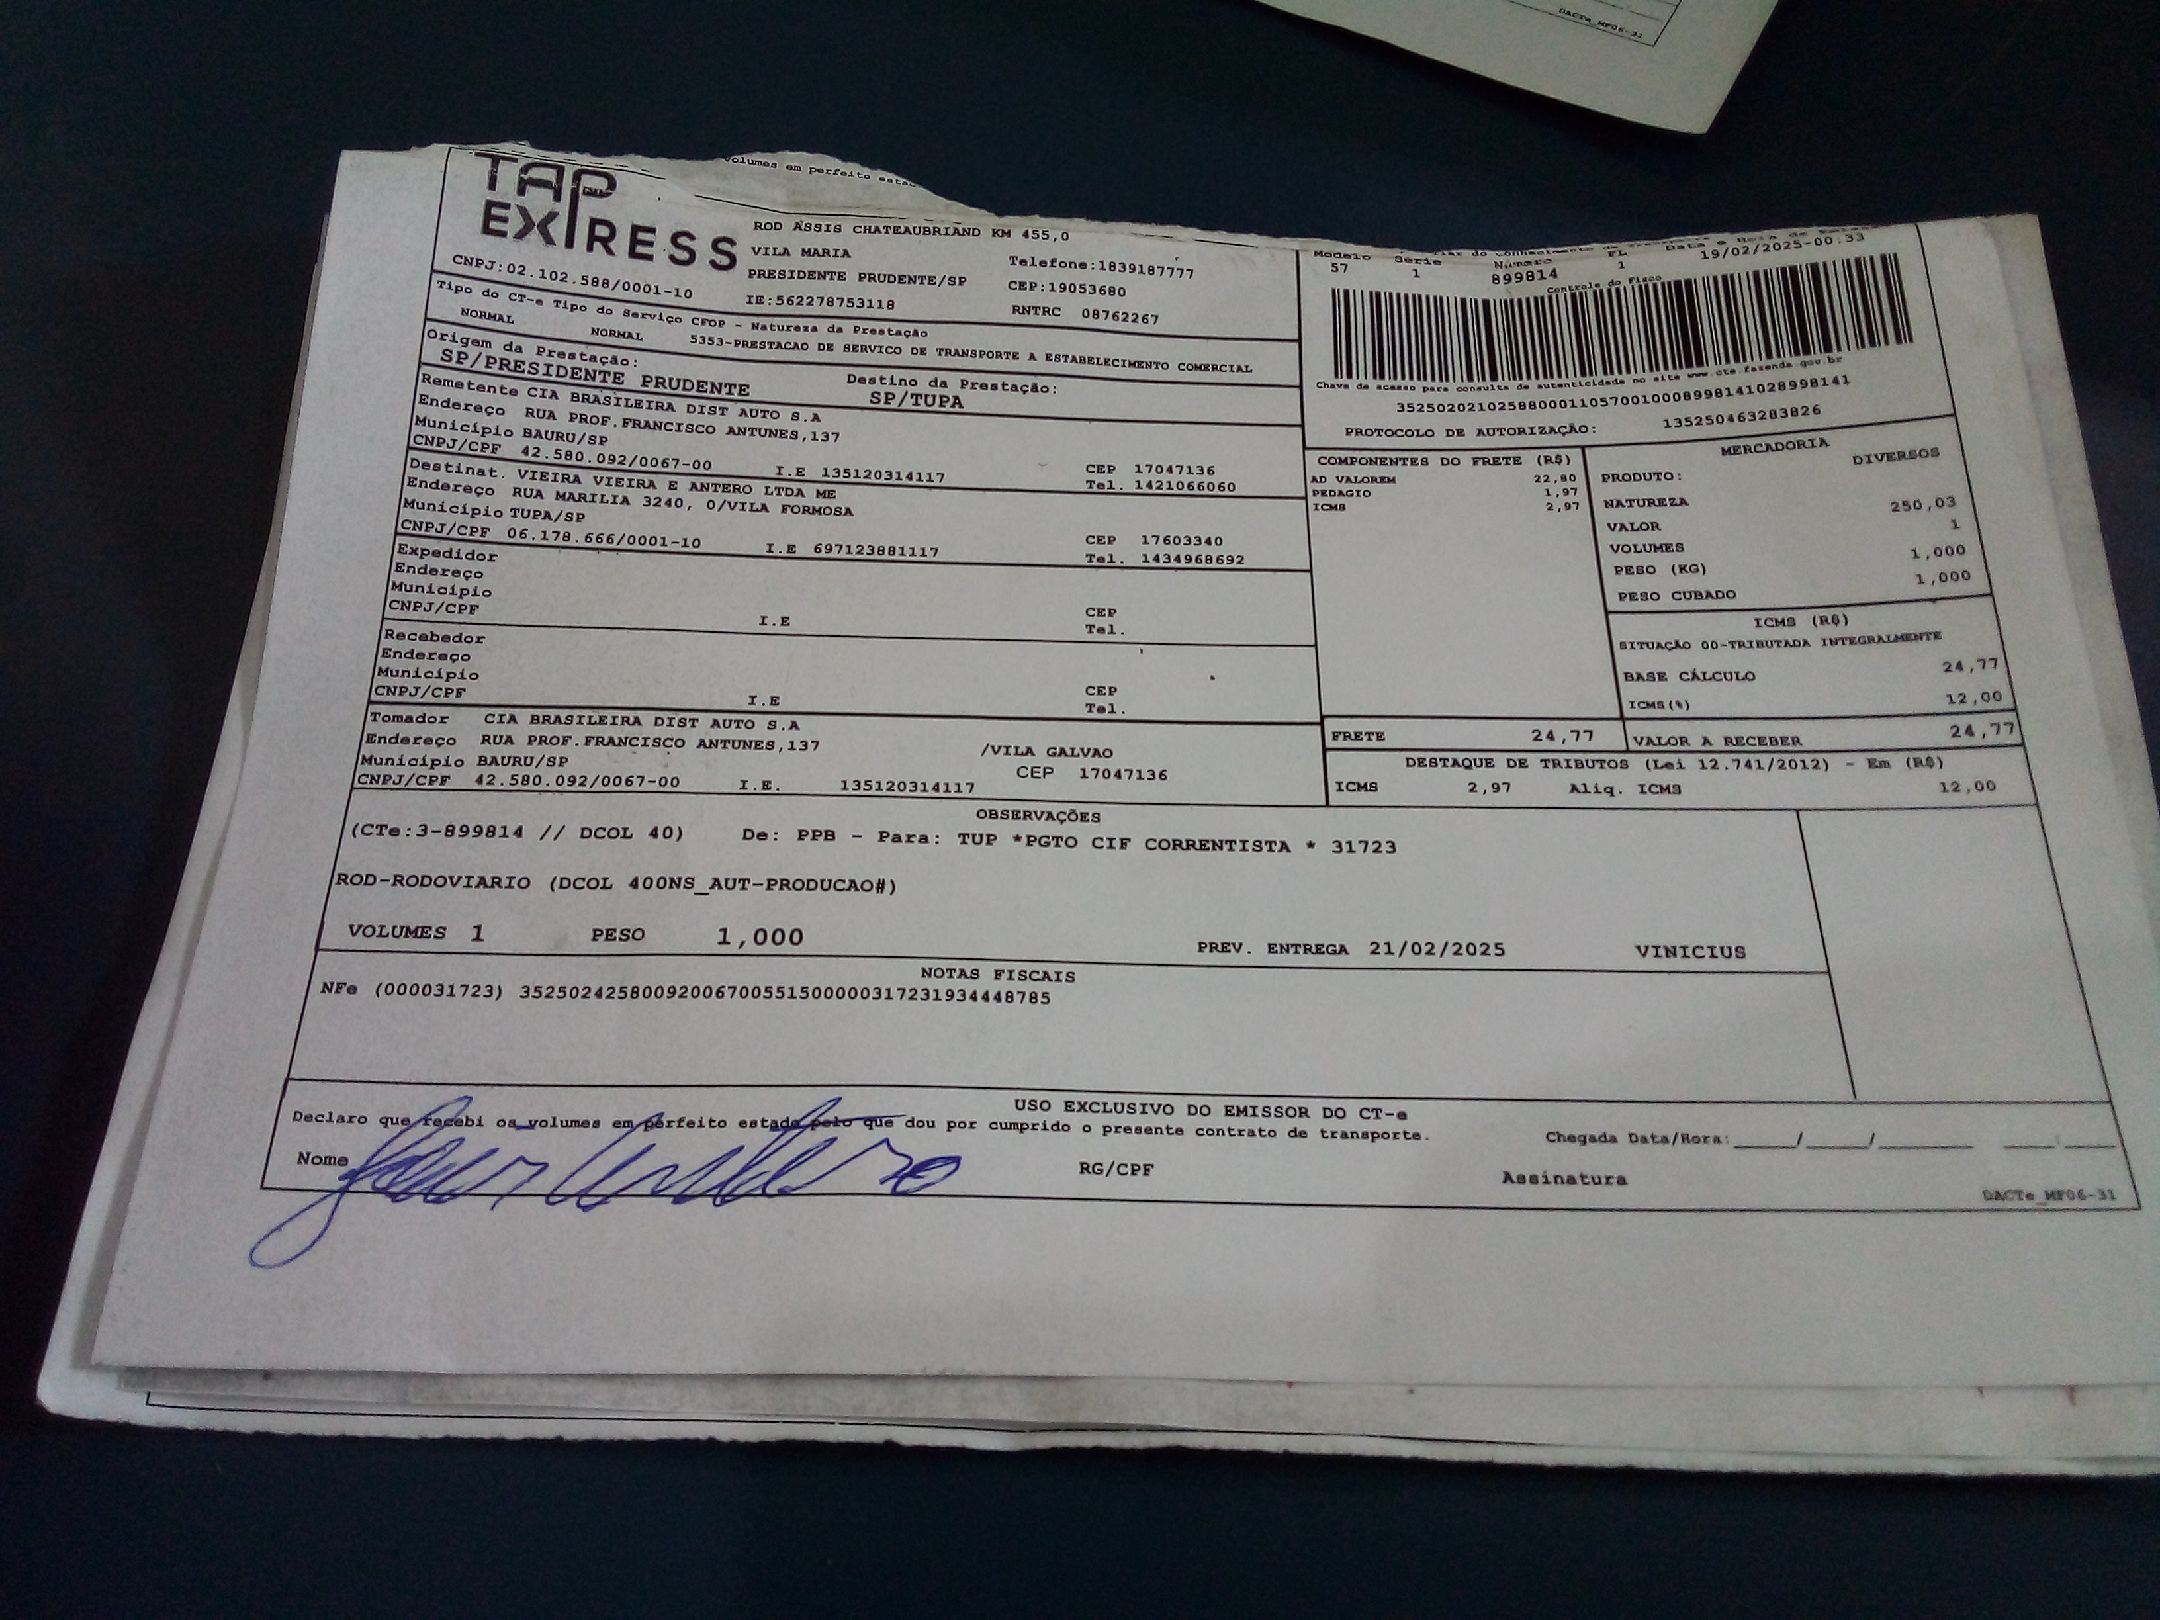 DACTe_MF06-31
volumes em perfeito
TAP EXPRESS
ROD ASSIS CHATEAUBRIAND KM 455,0
VILA MARIA Telefone:1839187777
PRESIDENTE PRUDENTE/SP CEP:19053680
CNPJ:02.102.588/0001-10 IE:562278753118 RNTRC 08762267
Modelo Serie Numero FL Data e Hora de
57 1 899814 1 19/02/2025-00:33
Controle do Fisco
Chave de acesso para consulta de autenticidade no site www.cte.fazenda.gov.br
35250202102588000110570010008998141028998141
PROTOCOLO DE AUTORIZAÇÃO: 135250463283826
Tipo do CT-e Tipo do Serviço CFOP - Natureza da Prestação
NORMAL NORMAL 5353-PRESTACAO DE SERVICO DE TRANSPORTE A ESTABELECIMENTO COMERCIAL
Origem da Prestação: Destino da Prestação:
SP/PRESIDENTE PRUDENTE SP/TUPA
Remetente CIA BRASILEIRA DIST AUTO S.A
Endereço RUA PROF.FRANCISCO ANTUNES,137
Município BAURU/SP CEP 17047136
CNPJ/CPF 42.580.092/0067-00 I.E 135120314117 Tel. 1421066060
Destinat. VIEIRA VIEIRA E ANTERO LTDA ME
Endereço RUA MARILIA 3240, 0/VILA FORMOSA
Município TUPA/SP CEP 17603340
CNPJ/CPF 06.178.666/0001-10 I.E 697123881117 Tel. 1434968692
Expedidor
Endereço
Município CEP
CNPJ/CPF I.E Tel.
Recebedor
Endereço
Município CEP
CNPJ/CPF I.E Tel.
Tomador CIA BRASILEIRA DIST AUTO S.A
Endereço RUA PROF.FRANCISCO ANTUNES,137 /VILA GALVAO
Município BAURU/SP CEP 17047136
CNPJ/CPF 42.580.092/0067-00 I.E. 135120314117
COMPONENTES DO FRETE (R$)
AD VALOREM 22,80
PEDAGIO 1,97
ICMS 2,97
MERCADORIA
PRODUTO: DIVERSOS
NATUREZA
VALOR 250,03
VOLUMES 1
PESO (KG) 1,000
PESO CUBADO 1,000
ICMS (R$)
SITUAÇÃO 00-TRIBUTADA INTEGRALMENTE
BASE CÁLCULO 24,77
ICMS(%) 12,00
FRETE 24,77 VALOR A RECEBER 24,77
DESTAQUE DE TRIBUTOS (Lei 12.741/2012) - Em (R$)
ICMS 2,97 Aliq. ICMS 12,00
OBSERVAÇÕES
(CTe:3-899814 // DCOL 40) De: PPB - Para: TUP *PGTO CIF CORRENTISTA * 31723
ROD-RODOVIARIO (DCOL 400NS_AUT-PRODUCAO#)
VOLUMES 1 PESO 1,000 PREV. ENTREGA 21/02/2025 VINICIUS
NOTAS FISCAIS
NFe (000031723) 35250242580092006700551500000317231934448785
USO EXCLUSIVO DO EMISSOR DO CT-e
Declaro que recebi os volumes em perfeito estado pelo que dou por cumprido o presente contrato de transporte. Chegada Data/Hora:_____/_____/_______ ___:___
Nome RG/CPF Assinatura
DACTe_MF06-31